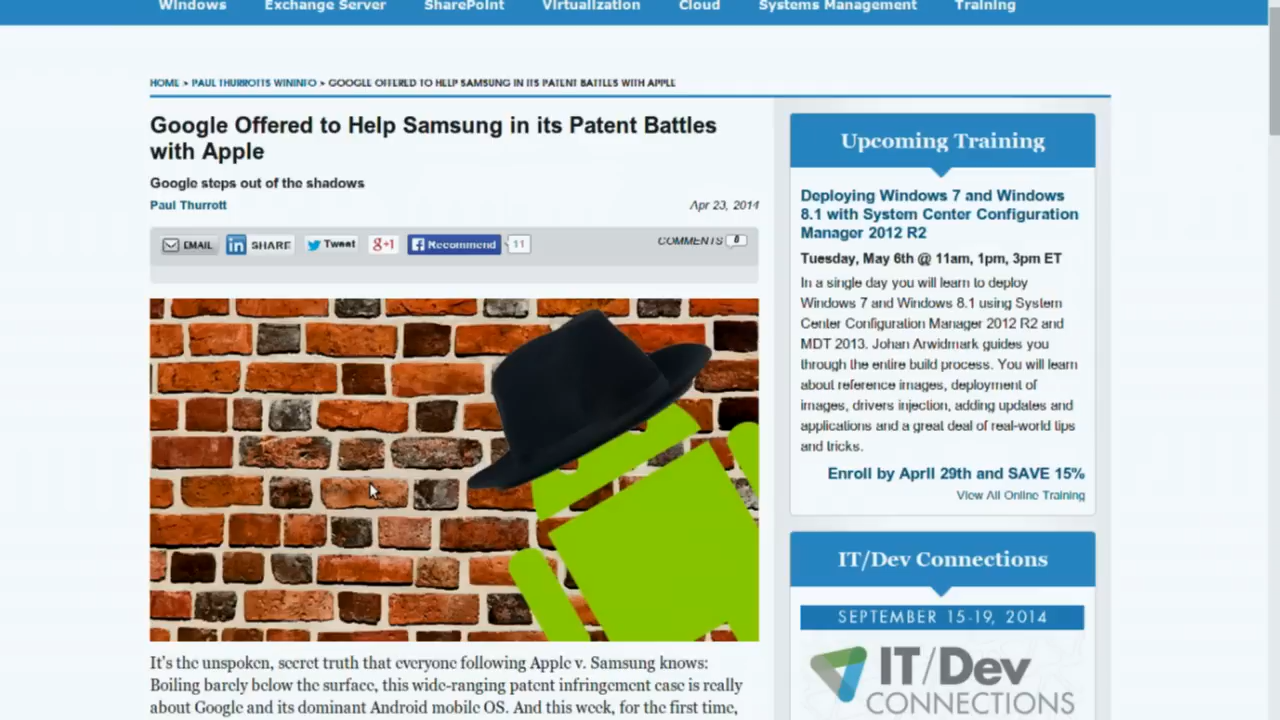 Windows Exchange Server SharePoint Virtualization Cloud Systems Management Training
HOME > PAUL THURROTTS WININFO > GOOGLE OFFERED TO HELP SAMSUNG IN ITS PATENT BATTLES WITH APPLE
Google Offered to Help Samsung in its Patent Battles
with Apple
Google steps out of the shadows
Paul Thurrott Apr 23, 2014
EMAIL SHARE Tweet g+1 Recommend 11 COMMENTS 0
It's the unspoken, secret truth that everyone following Apple v. Samsung knows:
Boiling barely below the surface, this wide-ranging patent infringement case is really
about Google and its dominant Android mobile OS. And this week, for the first time,
Upcoming Training
Deploying Windows 7 and Windows
8.1 with System Center Configuration
Manager 2012 R2
Tuesday, May 6th @ 11am, 1pm, 3pm ET
In a single day you will learn to deploy
Windows 7 and Windows 8.1 using System
Center Configuration Manager 2012 R2 and
MDT 2013. Johan Arwidmark guides you
through the entire build process. You will learn
about reference images, deployment of
images, drivers injection, adding updates and
applications and a great deal of real-world tips
and tricks.
Enroll by April 29th and SAVE 15%
View All Online Training
IT/Dev Connections
SEPTEMBER 15-19, 2014
IT/Dev
CONNECTIONS